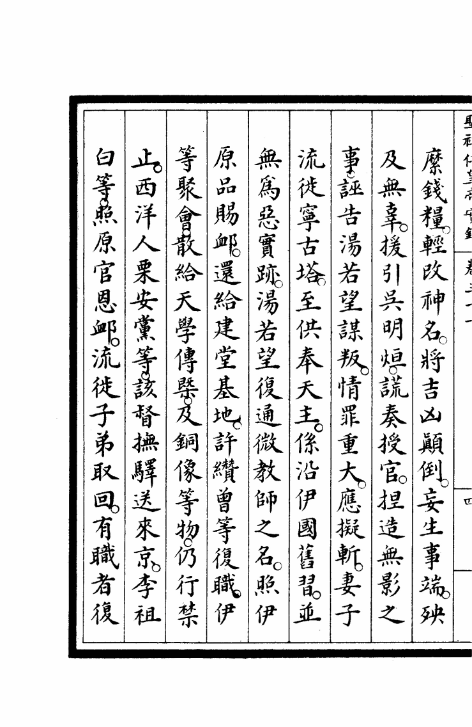 聖祖仁皇帝實錄 卷三十一 四
糜錢糧。輕改神名。將吉凶顚倒。妄生事端。殃
及無辜。援引吳明烜。謊奏授官。捏造無影之
事。誣告湯若望謀叛。情罪重大。應擬斬。妻子
流徙寧古塔。至供奉天主。係沿伊國舊習。並
無爲惡實跡。湯若望復通微教師之名。照伊
原品賜䘏。還給建堂基地。許纘曾等復職。伊
等聚會散給天學傳槩。及銅像等物。仍行禁
止。西洋人栗安黨等。該督撫驛送來京。李祖
白等。照原官恩䘏。流徙子弟取回。有職者復